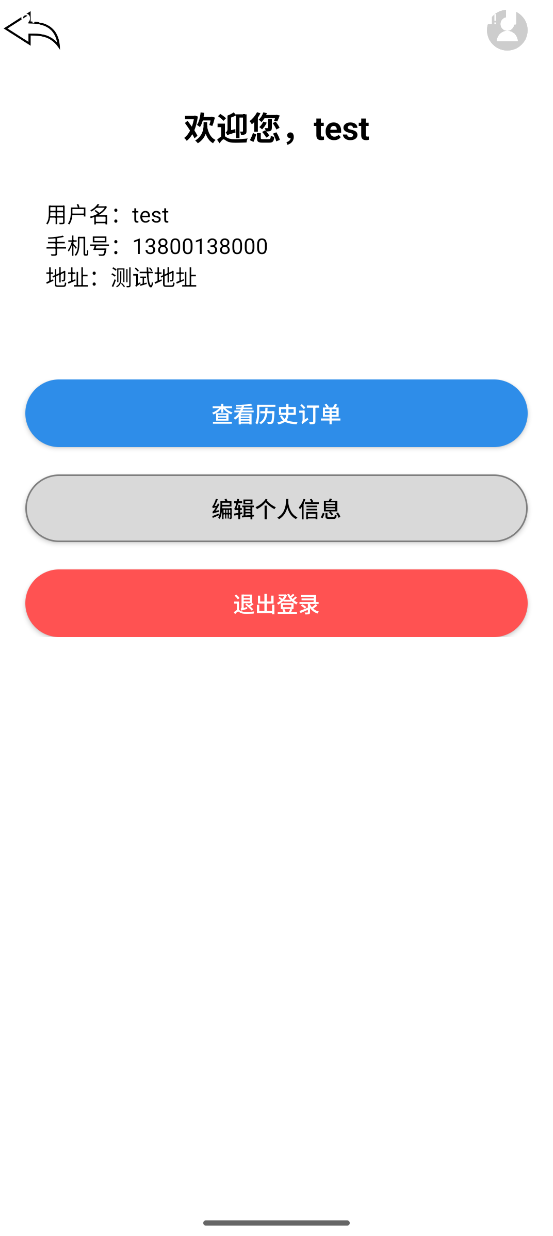 欢迎您，test
用户名：test
手机号：13800138000
地址：测试地址
查看历史订单
编辑个人信息
退出登录